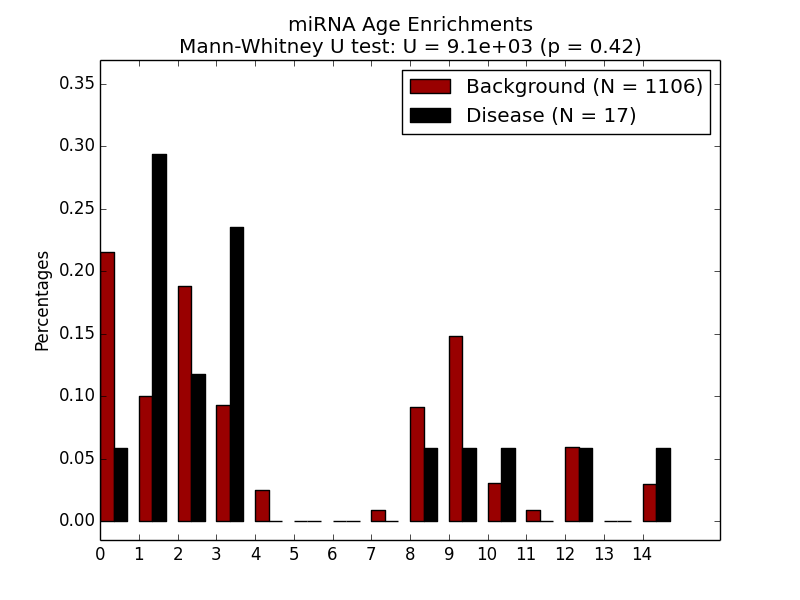 miRNA Age Enrichments
Mann-Whitney U test: U = 9.1e+03 (p = 0.42)
Background (N = 1106)
Disease (N = 17)
Percentages
0.35
0.30
0.25
0.20
0.15
0.10
0.05
0.00
0 1 2 3 4 5 6 7 8 9 10 11 12 13 14